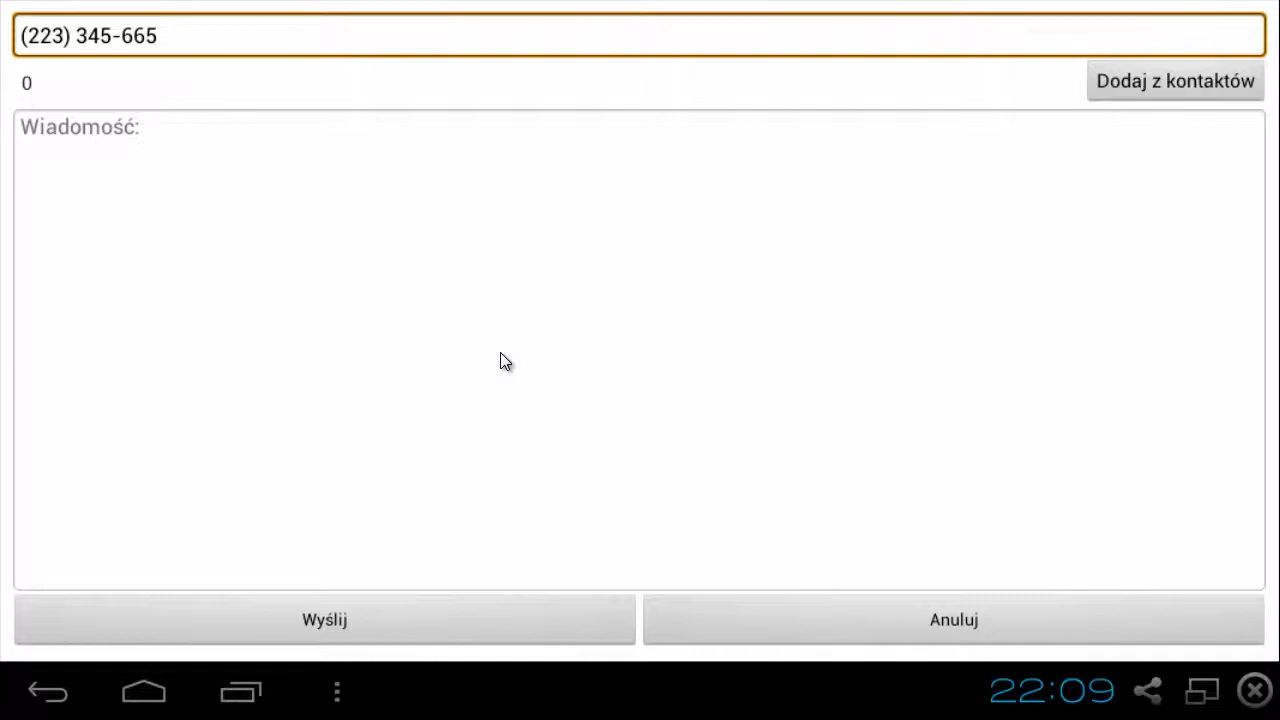 (223) 345-665
0
Dodaj z kontaktów
Wiadomość:
Wyślij
Anuluj
22:09